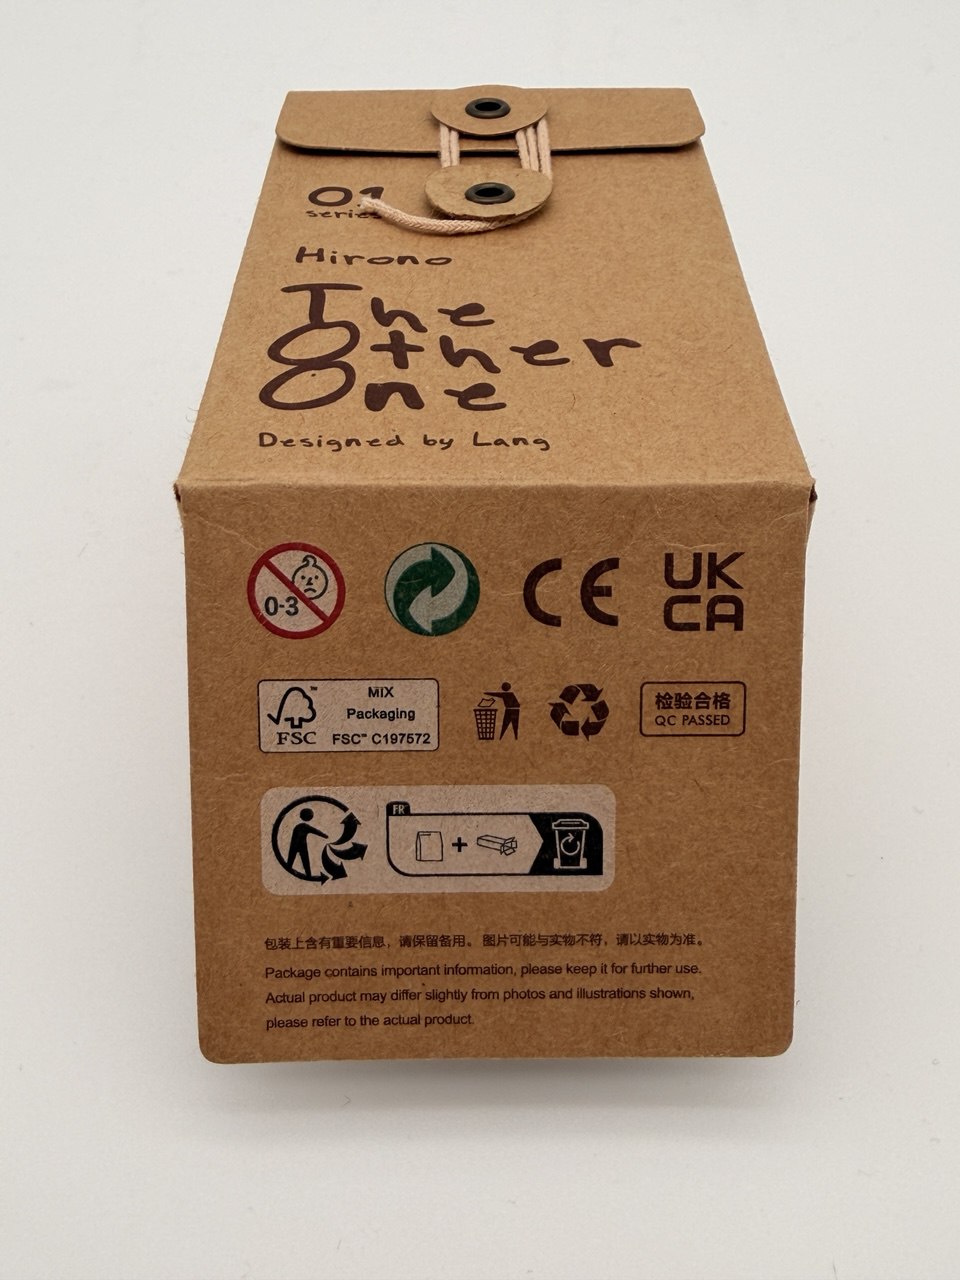 01
series
Hirono
The
Other
One
Designed by Lang
0-3
CE
UK
CA
FSC™
MIX
Packaging
FSC™ C197572
检验合格
QC PASSED
FR
+
包装上含有重要信息，请保留备用。 图片可能与实物不符，请以实物为准。
Package contains important information, please keep it for further use.
Actual product may differ slightly from photos and illustrations shown,
please refer to the actual product.